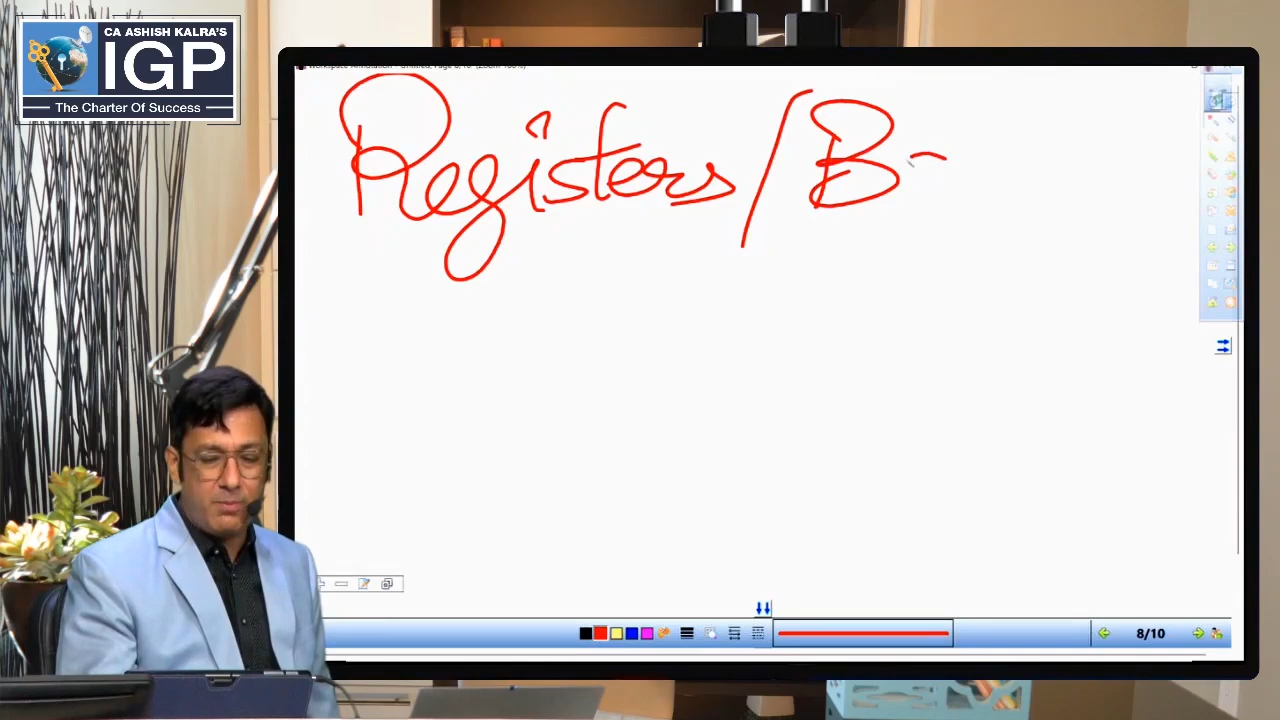 CA ASHISH KALRA'S
IGP
The Charter Of Success
Registers/B
8/10